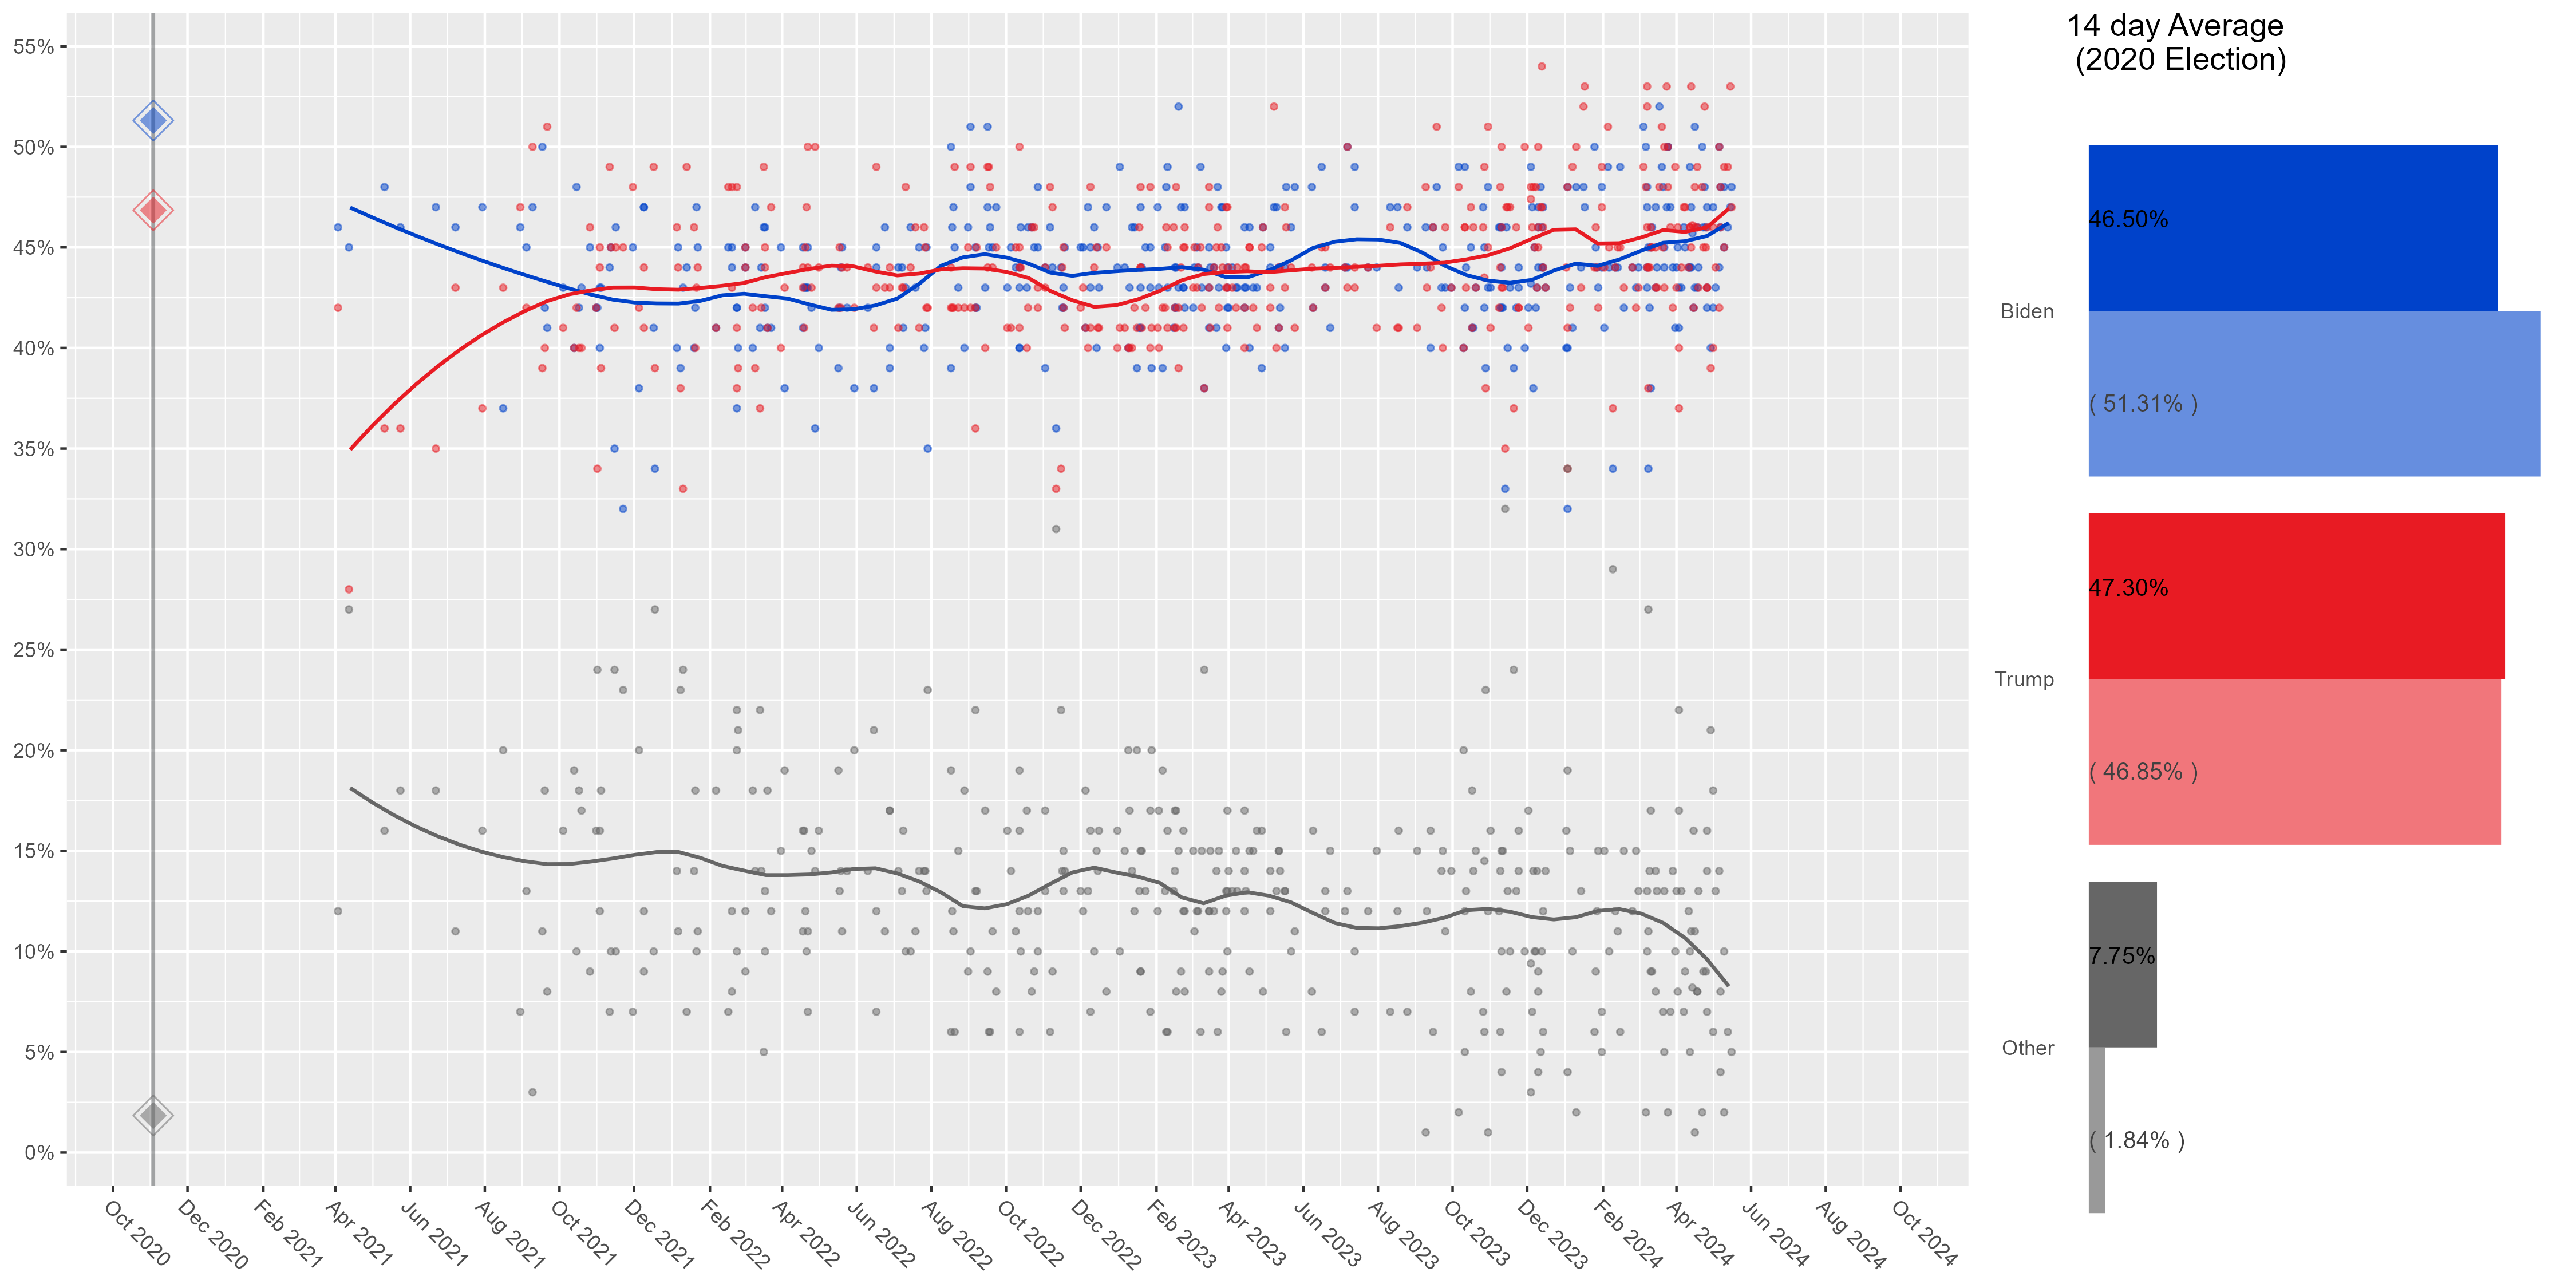 14 day Average
(2020 Election)
55%
50%
45%
40%
35%
30%
25%
20%
15%
10%
5%
0%
Oct 2020
Dec 2020
Feb 2021
Apr 2021
Jun 2021
Aug 2021
Oct 2021
Dec 2021
Feb 2022
Apr 2022
Jun 2022
Aug 2022
Oct 2022
Dec 2022
Feb 2023
Apr 2023
Jun 2023
Aug 2023
Oct 2023
Dec 2023
Feb 2024
Apr 2024
Jun 2024
Aug 2024
Oct 2024
Biden
46.50%
( 51.31% )
Trump
47.30%
( 46.85% )
Other
7.75%
( 1.84% )